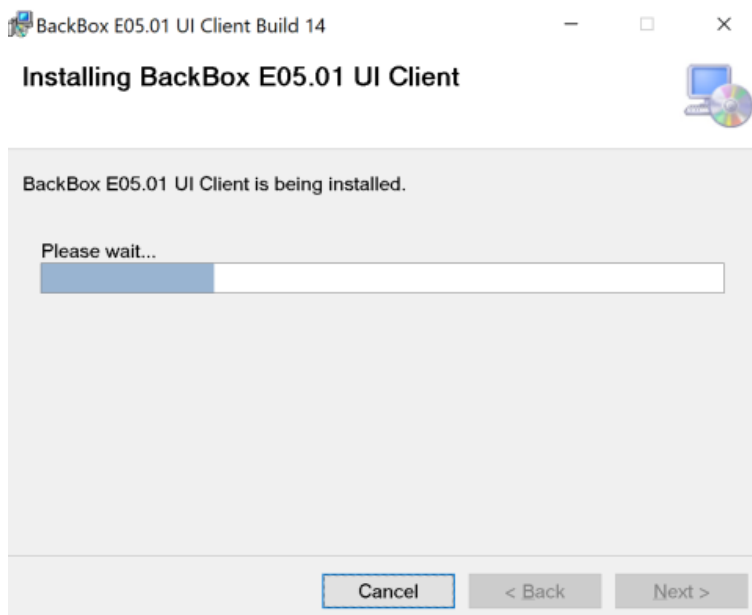 BackBox E05.01 UI Client Build 14
Installing BackBox E05.01 UI Client
BackBox E05.01 UI Client is being installed.
Please wait...
Cancel
< Back
Next >